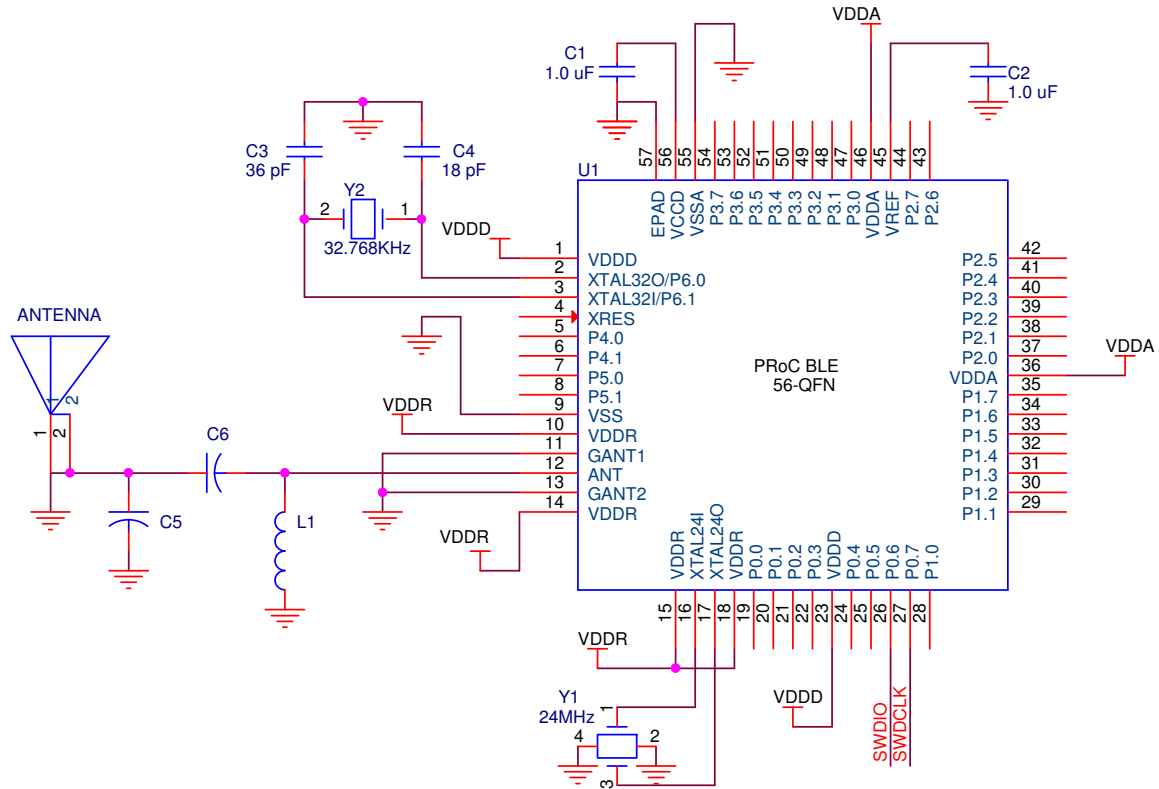 VDDA
C1
1.0 uF
C2
1.0 uF
C3
36 pF
C4
18 pF
Y2
2
1
32.768KHz
57
56
55
54
53
52
51
50
49
48
47
46
45
44
43
U1
EPAD
VCCD
VSSA
P3.7
P3.6
P3.5
P3.4
P3.3
P3.2
P3.1
P3.0
VDDA
VREF
P2.7
P2.6
VDDD
1 VDDD
2 XTAL32O/P6.0
3 XTAL32I/P6.1
4 XRES
5 P4.0
6 P4.1
7 P5.0
8 P5.1
9 VSS
10 VDDR
11 GANT1
12 ANT
13 GANT2
14 VDDR
PRoC BLE
56-QFN
P2.5 42
P2.4 41
P2.3 40
P2.2 39
P2.1 38
P2.0 37
VDDA 36
P1.7 35
P1.6 34
P1.5 33
P1.4 32
P1.3 31
P1.2 30
P1.1 29
VDDA
ANTENNA
1
2
1
2
VDDR
C6
C5
L1
VDDR
VDDR
XTAL24I
XTAL24O
VDDR
P0.0
P0.1
P0.2
P0.3
VDDD
P0.4
P0.5
P0.6
P0.7
P1.0
15
16
17
18
19
20
21
22
23
24
25
26
27
28
VDDR
Y1
24MHz
1
4
2
3
VDDD
SWDIO
SWDCLK